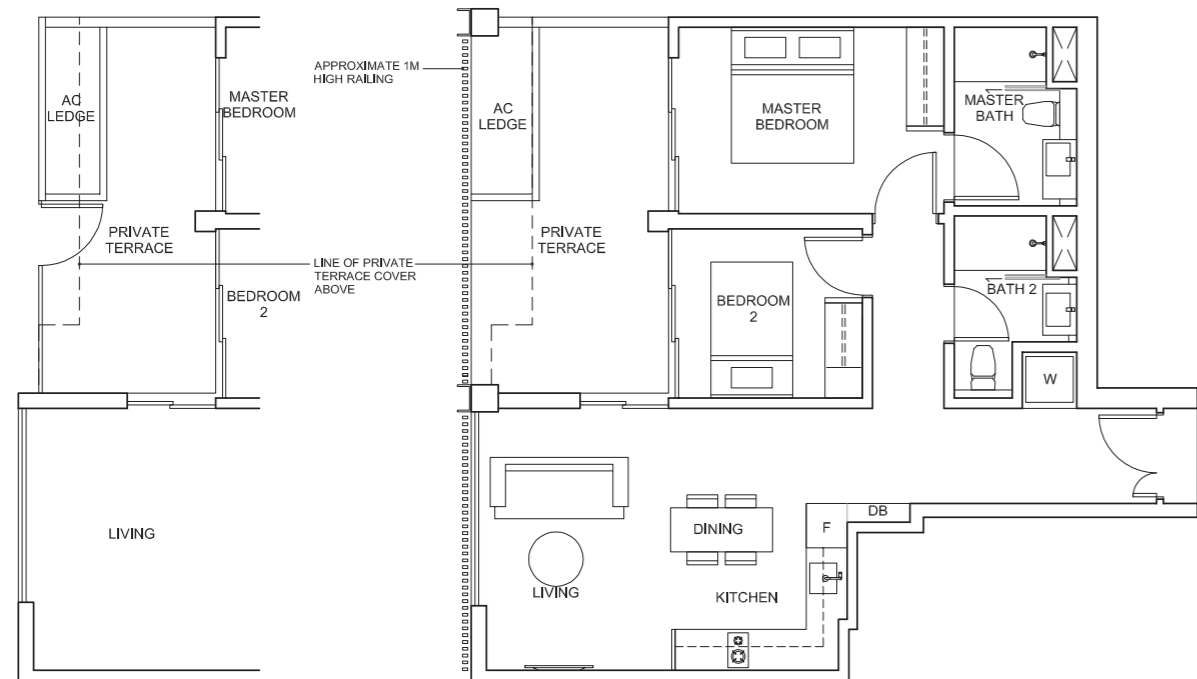 AC
LEDGE
MASTER
BEDROOM
PRIVATE
TERRACE
BEDROOM
2
LIVING
APPROXIMATE 1M
HIGH RAILING
LINE OF PRIVATE
TERRACE COVER
ABOVE
AC
LEDGE
MASTER
BEDROOM
MASTER
BATH
PRIVATE
TERRACE
BEDROOM
2
BATH 2
W
DB
F
DINING
LIVING
KITCHEN